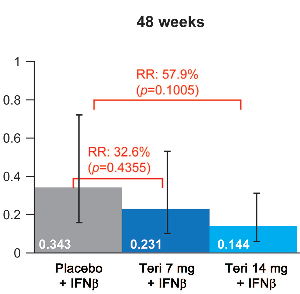 48 weeks
1
RR: 57.9%
(p=0.1005)
0.8
0.6
RR: 32.6%
(p=0.4355)
0.4
0.2
0.343
0.231
0.144
0
Placebo
+ IFNβ
Teri 7 mg
+ IFNβ
Teri 14 mg
+ IFNβ